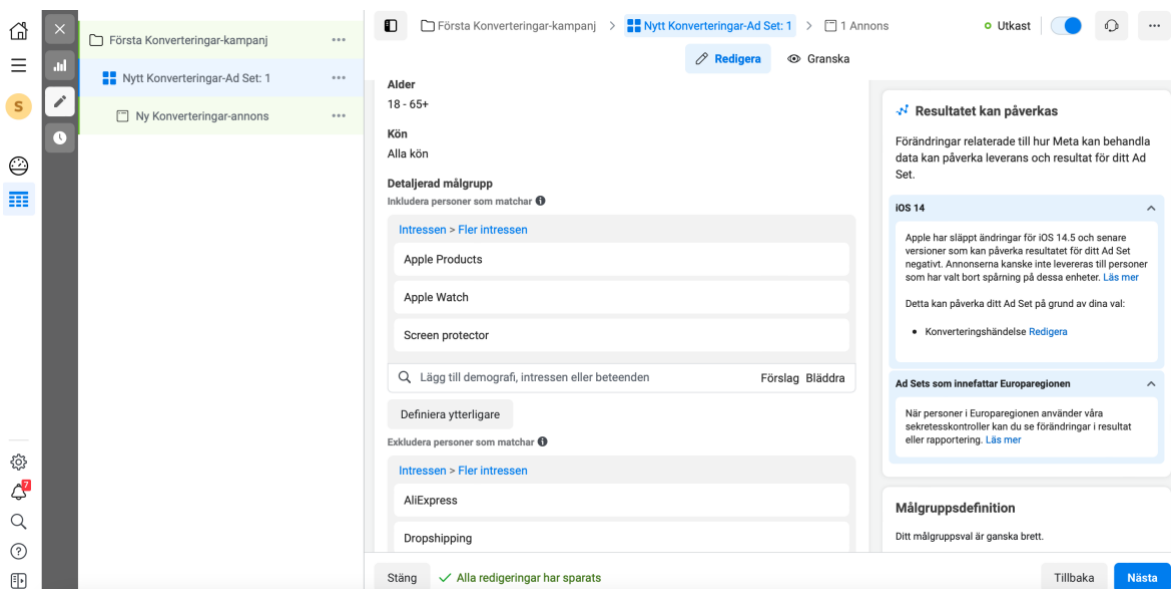 Första Konverteringar-kampanj > Nytt Konverteringar-Ad Set: 1 > 1 Annons
Utkast
Redigera
Granska
Första Konverteringar-kampanj
Nytt Konverteringar-Ad Set: 1
Ny Konverteringar-annons
S
7
Ålder
18 - 65+
Kön
Alla kön
Detaljerad målgrupp
Inkludera personer som matchar
Intressen > Fler intressen
Apple Products
Apple Watch
Screen protector
Lägg till demografi, intressen eller beteenden
Förslag Bläddra
Definiera ytterligare
Exkludera personer som matchar
Intressen > Fler intressen
AliExpress
Dropshipping
Resultatet kan påverkas
Förändringar relaterade till hur Meta kan behandla
data kan påverka leverans och resultat för ditt Ad
Set.
iOS 14
Apple har släppt ändringar för iOS 14.5 och senare
versioner som kan påverka resultatet för ditt Ad Set
negativt. Annonserna kanske inte levereras till personer
som har valt bort spårning på dessa enheter. Läs mer
Detta kan påverka ditt Ad Set på grund av dina val:
• Konverteringshändelse Redigera
Ad Sets som innefattar Europaregionen
När personer i Europaregionen använder våra
sekretesskontroller kan du se förändringar i resultat
eller rapportering. Läs mer
Målgruppsdefinition
Ditt målgruppsval är ganska brett.
Stäng
Alla redigeringar har sparats
Tillbaka
Nästa